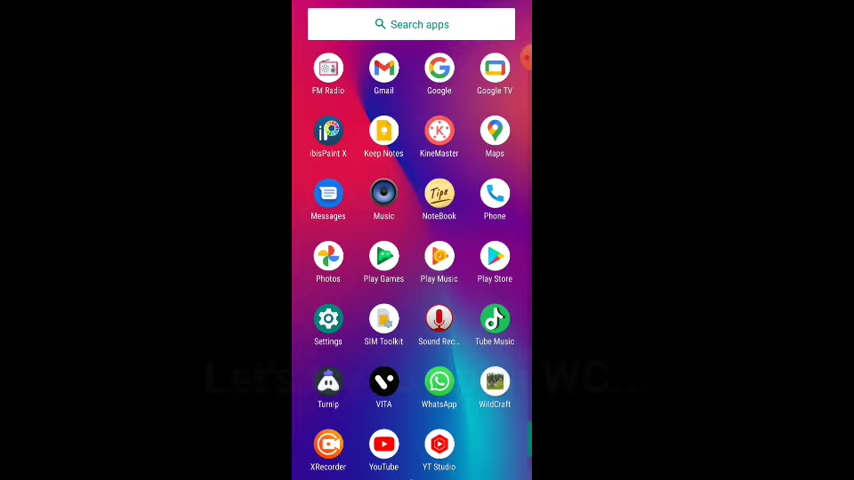 Search apps
FM Radio Gmail Google Google TV
ibisPaint X Keep Notes KineMaster Maps
Messages Music NoteBook Phone
Photos Play Games Play Music Play Store
Settings SIM Toolkit Sound Rec... Tube Music
Turnip VITA WhatsApp WildCraft
Let's WC...
XRecorder YouTube YT Studio